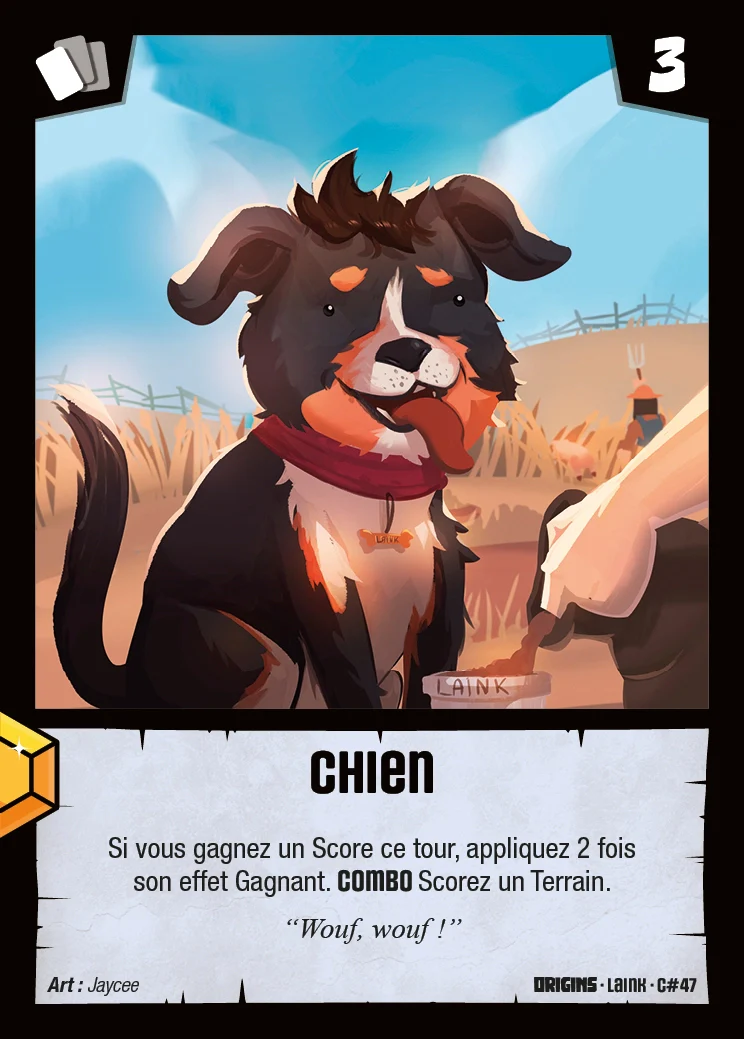 3
LAINK
LAINK
CHIEN
Si vous gagnez un Score ce tour, appliquez 2 fois
son effet Gagnant. COMBO Scorez un Terrain.
“Wouf, wouf !”
Art : Jaycee
ORIGINS · LAINK · C#47